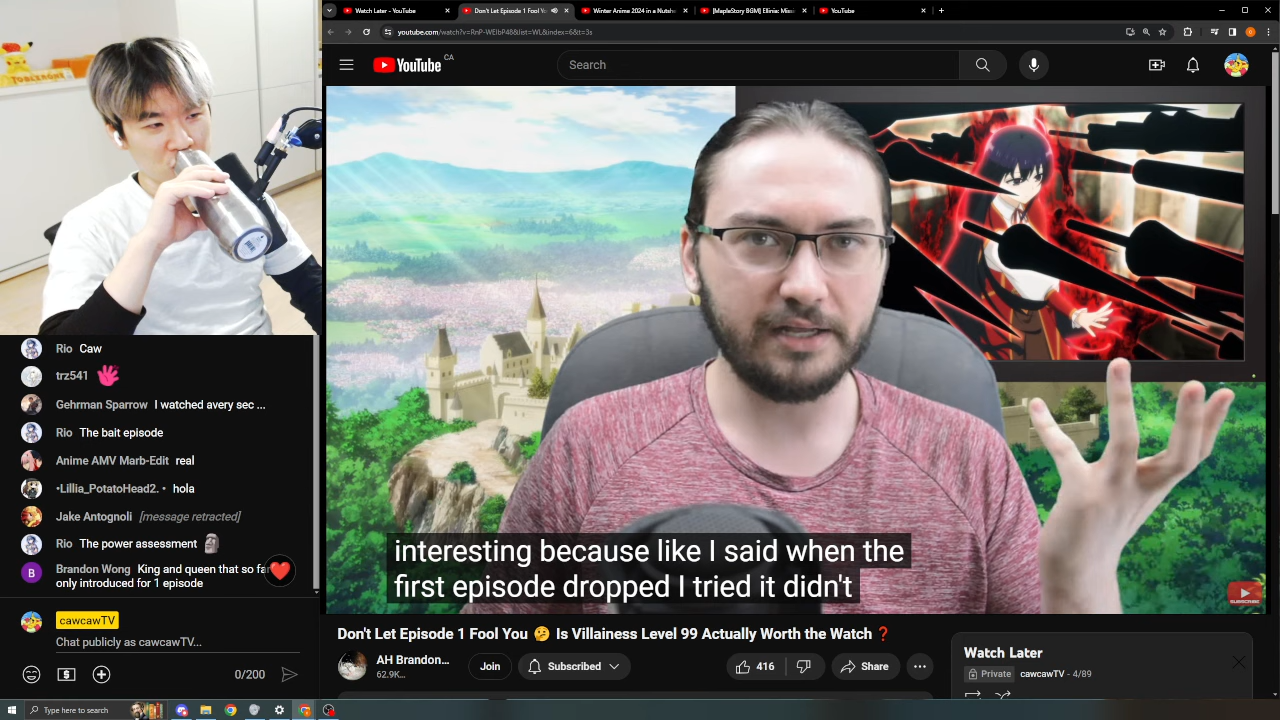 Watch Later - YouTube
Don't Let Episode 1 Fool Yo
Winter Anime 2024 in a Nutshe
[MapleStory BGM] Ellinia: Miss
YouTube
youtube.com/watch?v=RnP-WEIbP48&list=WL&index=6&t=3s
YouTube CA
Search
TOBLERONE
Rio Caw
trz541
Gehrman Sparrow I watched avery sec ...
Rio The bait episode
Anime AMV Marb-Edit real
•Lillia_PotatoHead2. • hola
Jake Antognoli [message retracted]
Rio The power assessment
Brandon Wong King and queen that so far
only introduced for 1 episode
B
cawcawTV
Chat publicly as cawcawTV...
0/200
interesting because like I said when the
first episode dropped I tried it didn't
SUBSCRIBE
Don't Let Episode 1 Fool You 🤔 Is Villainess Level 99 Actually Worth the Watch ❓
AH Brandon...
62.9K...
Join
Subscribed
416
Share
Watch Later
Private cawcawTV - 4/89
Type here to search